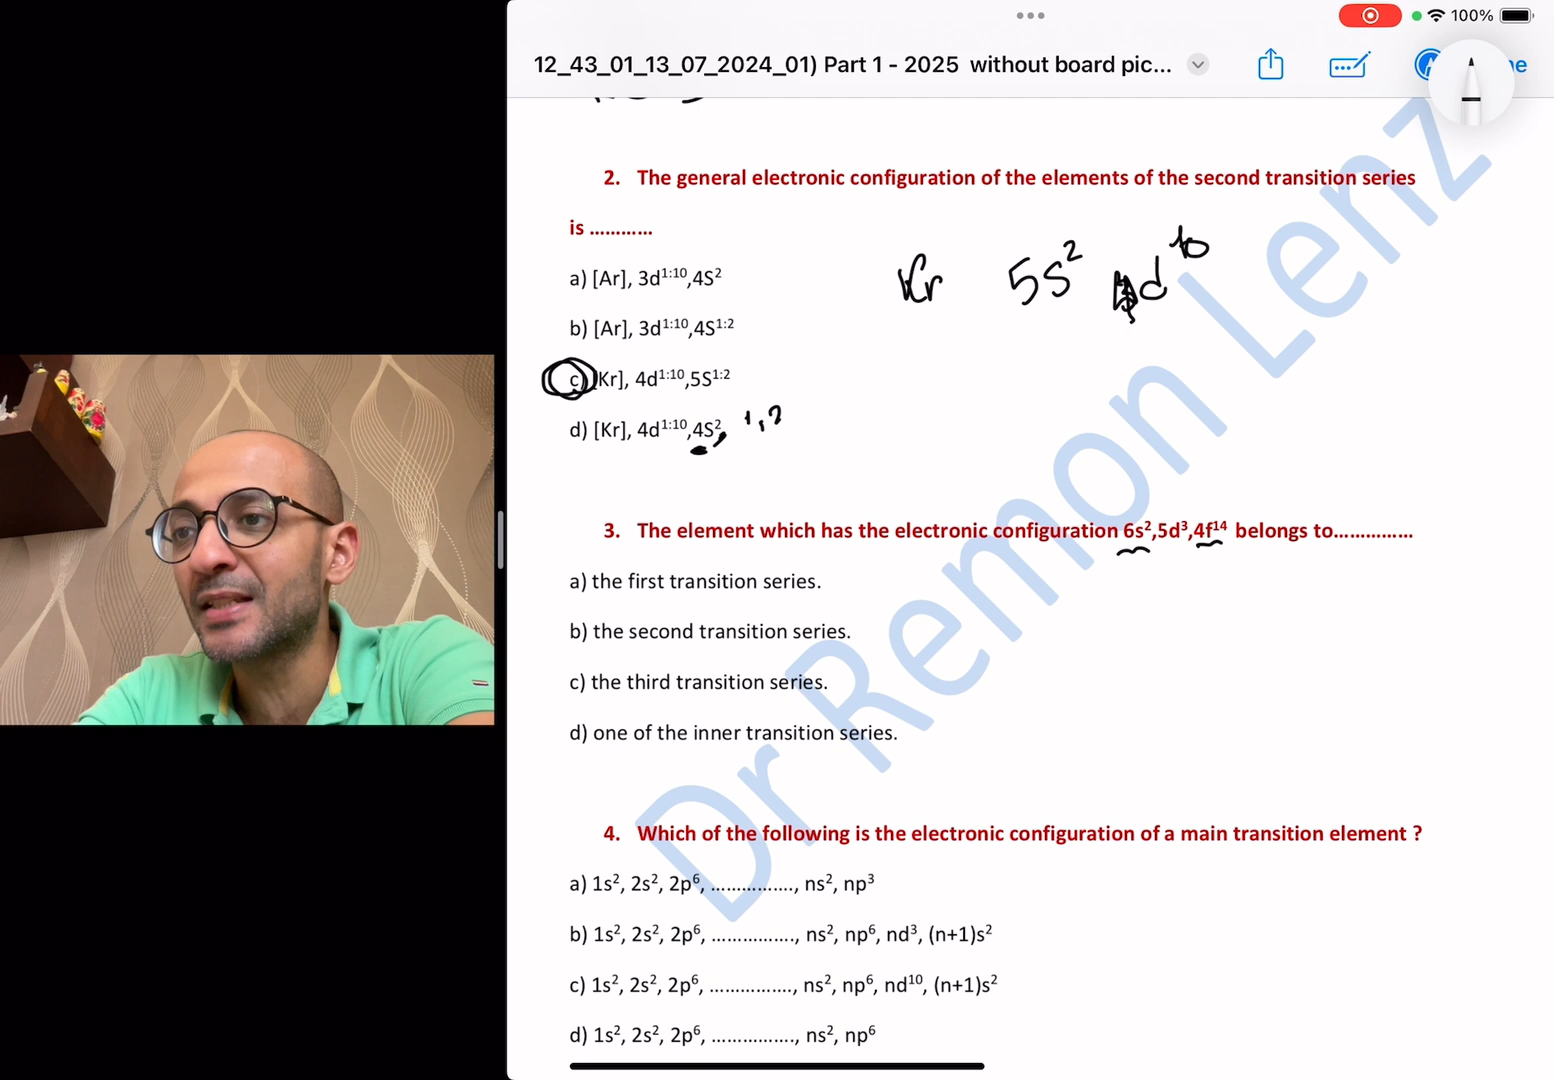 100%
12_43_01_13_07_2024_01) Part 1 - 2025 without board pic...
2. The general electronic configuration of the elements of the second transition series
is ............
a) [Ar], 3d¹:¹⁰,4S²
b) [Ar], 3d¹:¹⁰,4S¹:²
c) [Kr], 4d¹:¹⁰,5S¹:²
d) [Kr], 4d¹:¹⁰,4S², 1,2
Kr 5S² 4d¹⁰
3. The element which has the electronic configuration 6s²,5d³,4f¹⁴ belongs to...............
a) the first transition series.
b) the second transition series.
c) the third transition series.
d) one of the inner transition series.
4. Which of the following is the electronic configuration of a main transition element ?
a) 1s², 2s², 2p⁶, ................, ns², np³
b) 1s², 2s², 2p⁶, ................, ns², np⁶, nd³, (n+1)s²
c) 1s², 2s², 2p⁶, ................, ns², np⁶, nd¹⁰, (n+1)s²
d) 1s², 2s², 2p⁶, ................, ns², np⁶
Dr Remon Lenz